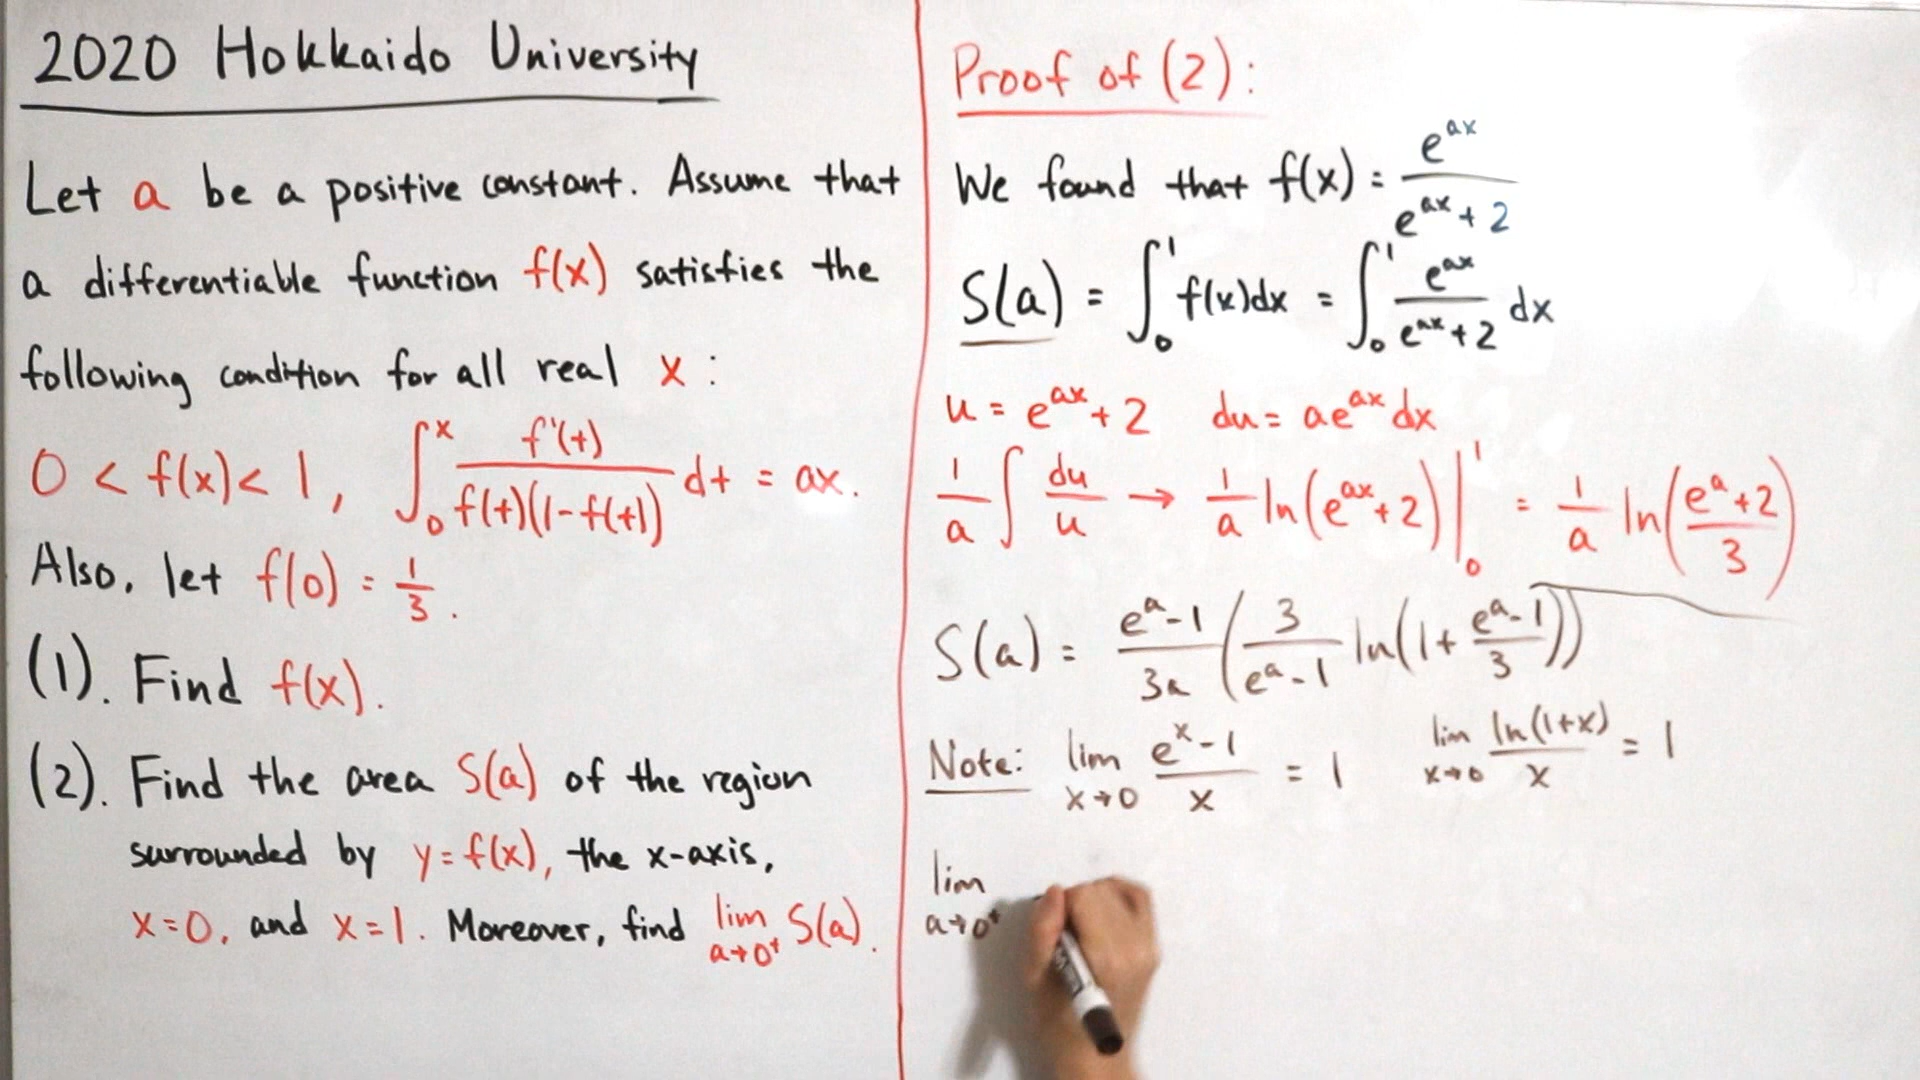 2020 Hokkaido University
Let a be a positive constant. Assume that
a differentiable function f(x) satisfies the
following condition for all real x :
0 < f(x) < 1, ∫₀ˣ f'(t)/(f(t)(1-f(t))) dt = ax.
Also, let f(0) = 1/3.
(1). Find f(x).
(2). Find the area S(a) of the region
surrounded by y=f(x), the x-axis,
x=0, and x=1. Moreover, find lim a→0⁺ S(a).
Proof of (2):
We found that f(x) = e^{ax}/(e^{ax}+2)
S(a) = ∫₀¹ f(x)dx = ∫₀¹ e^{ax}/(e^{ax}+2) dx
u = e^{ax}+2 du = ae^{ax}dx
1/a ∫ du/u → 1/a ln(e^{ax}+2)|₀¹ = 1/a ln((e^a+2)/3)
S(a) = (e^a-1)/3a (3/(e^a-1) ln(1+(e^a-1)/3))
Note: lim x→0 (e^x-1)/x = 1 lim x→0 ln(1+x)/x = 1
lim a→0⁺